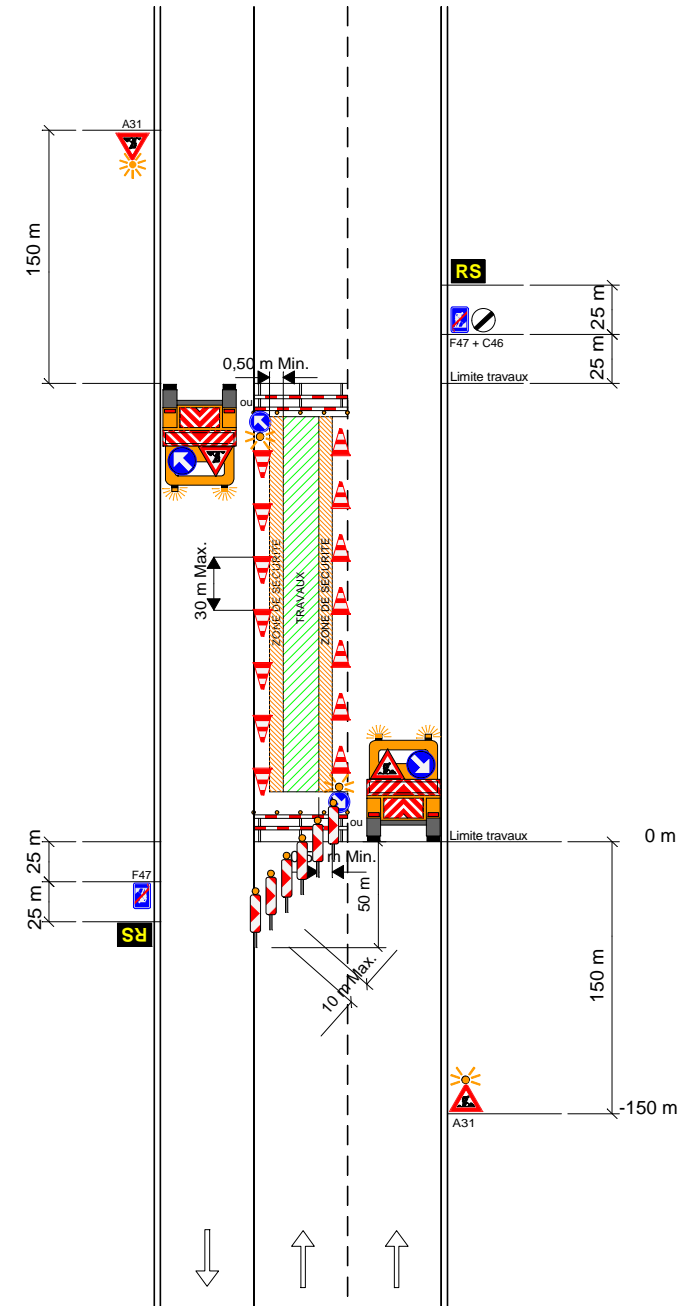 A31
150 m
RS
25 m
F47 + C46
25 m
Limite travaux
0,50 m Min.
ou
30 m Max.
ZONE DE SECURITE
TRAVAUX
ZONE DE SECURITE
ou
Limite travaux
0 m
m Min.
25 m
F47
25 m
RS
50 m
10 m Max.
150 m
-150 m
A31